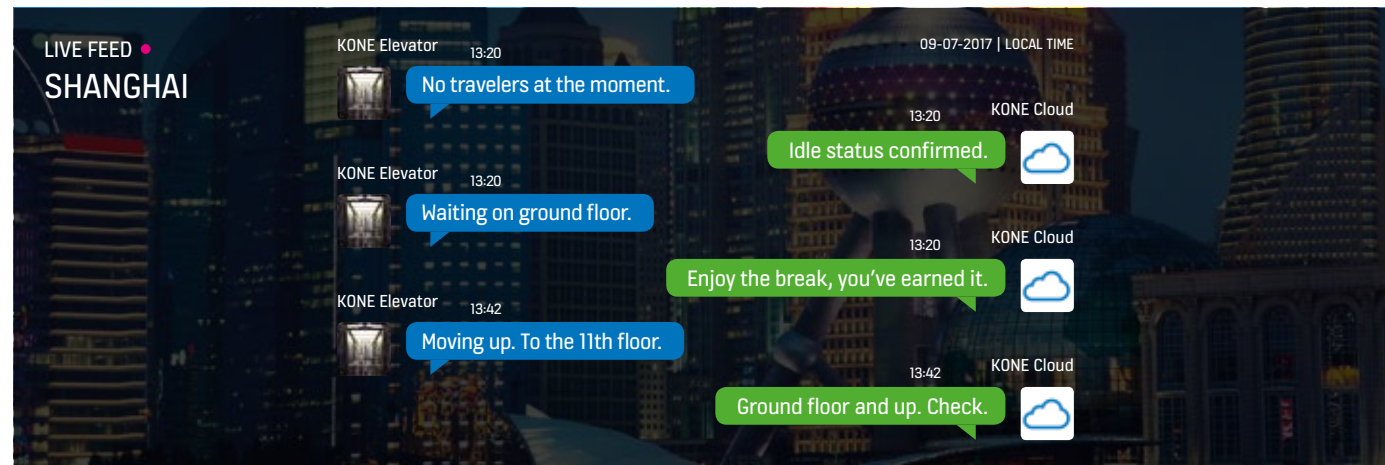 LIVE FEED
SHANGHAI
09-07-2017 | LOCAL TIME
KONE Elevator
13:20
No travelers at the moment.
KONE Cloud
13:20
Idle status confirmed.
KONE Elevator
13:20
Waiting on ground floor.
KONE Cloud
13:20
Enjoy the break, you’ve earned it.
KONE Elevator
13:42
Moving up. To the 11th floor.
KONE Cloud
13:42
Ground floor and up. Check.